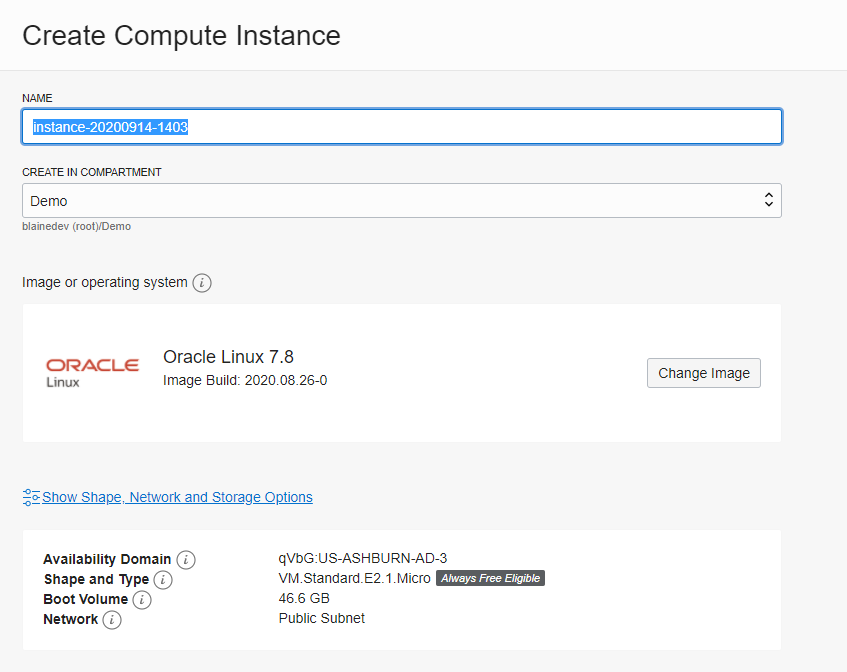 Create Compute Instance
NAME
instance-20200914-1403
CREATE IN COMPARTMENT
Demo
blainedev (root)/Demo
Image or operating system i
ORACLE
Linux
Oracle Linux 7.8
Image Build: 2020.08.26-0
Change Image
Show Shape, Network and Storage Options
Availability Domain i qVbG:US-ASHBURN-AD-3
Shape and Type i VM.Standard.E2.1.Micro Always Free Eligible
Boot Volume i 46.6 GB
Network i Public Subnet